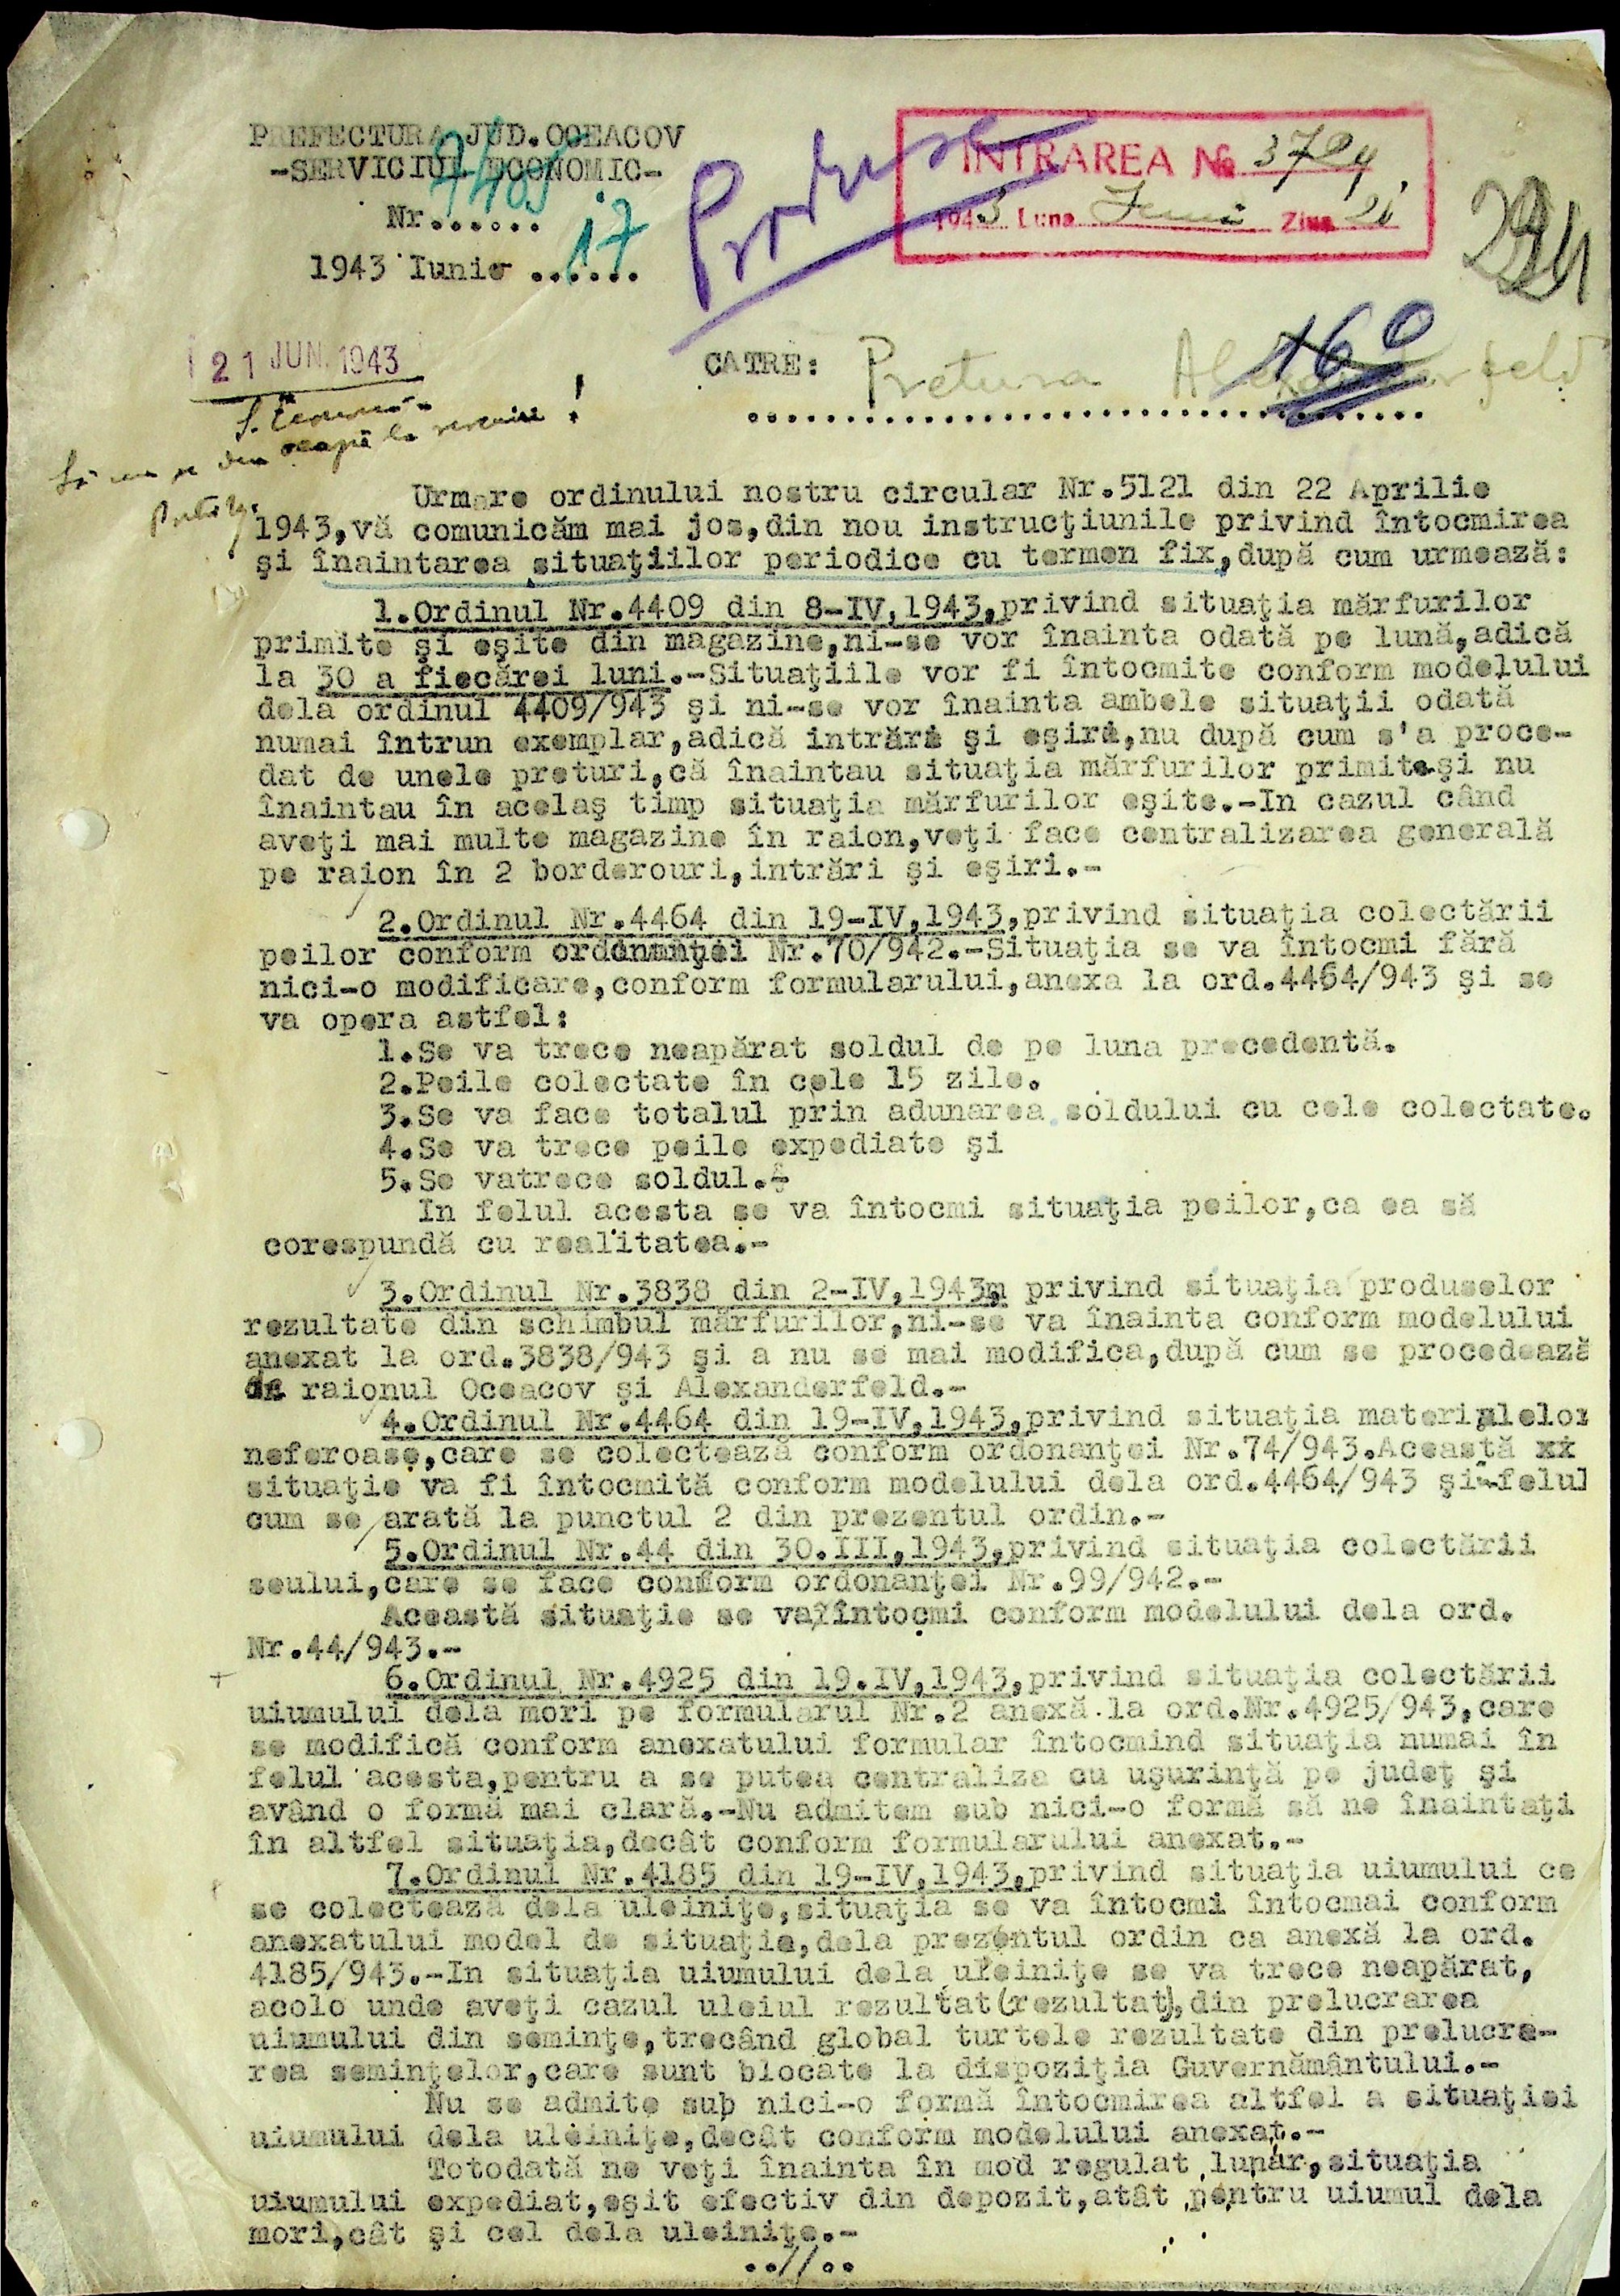 PREFECTURA JUD.OCEACOV
-SERVICIUL ECONOMIC-
Nr......
1943 Iunie ......
17
Produse
INTRAREA № 3724
1943 Luna Iunie Ziua 21
21 JUN. 1943
CATRE: Pretura Alexanderfeld
160
Urmare ordinului nostru circular Nr.5121 din 22 Aprilie
1943,vă comunicăm mai jos,din nou instrucţiunile privind întocmirea
şi înaintarea situaţiilor periodice cu termen fix,după cum urmează:
1.Ordinul Nr.4409 din 8-IV,1943,privind situaţia mărfurilor
primite şi eşite din magazine,ni-se vor înainta odată pe lună,adică
la 30 a fiecărei luni.-Situaţiile vor fi întocmite conform modelului
dela ordinul 4409/943 şi ni-se vor înainta ambele situaţii odată
numai întrun exemplar,adică intrări şi eşiri,nu după cum s'a proce-
dat de unele preturi,că înaintau situaţia mărfurilor primite şi nu
înaintau în acelaş timp situaţia mărfurilor eşite.-In cazul când
aveţi mai multe magazine în raion,veţi face centralizarea generală
pe raion în 2 borderouri,intrări şi eşiri.-
2.Ordinul Nr.4464 din 19-IV,1943,privind situaţia colectării
peilor conform ordonanţei Nr.70/942.-Situaţia se va întocmi fără
nici-o modificare,conform formularului,anexa la ord.4464/943 şi se
va opera astfel:
1.Se va trece neapărat soldul de pe luna precedentă.
2.Peile colectate în cele 15 zile.
3.Se va face totalul prin adunarea soldului cu cele colectate.
4.Se va trece peile expediate şi
5.Se vatrece soldul.-
In felul acesta se va întocmi situaţia peilor,ca ea să
corespundă cu realitatea.-
3.Ordinul Nr.3838 din 2-IV,1943, privind situaţia produselor
rezultate din schimbul mărfurilor,ni-se va înainta conform modelului
anexat la ord.3838/943 şi a nu se mai modifica,după cum se procedează
de raionul Oceacov şi Alexanderfeld.-
4.Ordinul Nr.4464 din 19-IV,1943,privind situaţia materialelor
neferoase,care se colectează conform ordonanţei Nr.74/943.Această xx
situaţie va fi întocmită conform modelului dela ord.4464/943 şi felul
cum se arată la punctul 2 din prezentul ordin.-
5.Ordinul Nr.44 din 30.III,1943,privind situaţia colectării
seului,care se face conform ordonanţei Nr.99/942.-
Această situaţie se va întocmi conform modelului dela ord.
Nr.44/943.-
6.Ordinul Nr.4925 din 19.IV,1943,privind situaţia colectării
uiumului dela mori pe formularul Nr.2 anexă la ord.Nr.4925/943,care
se modifică conform anexatului formular întocmind situaţia numai în
felul acesta,pentru a se putea centraliza cu uşurinţă pe judeţ şi
având o formă mai clară.-Nu admitem sub nici-o formă să ne înaintaţi
în altfel situaţia,decât conform formularului anexat.-
7.Ordinul Nr.4185 din 19-IV,1943,privind situaţia uiumului ce
se colectează dela uleiniţe,situaţia se va întocmi întocmai conform
anexatului model de situaţie,dela prezentul ordin ca anexă la ord.
4185/943.-In situaţia uiumului dela uleiniţe se va trece neapărat,
acolo unde aveţi cazul uleiul rezultat(rezultat),din prelucrarea
uiumului din seminţe,trecând global turtele rezultate din prelucra-
rea seminţelor,care sunt blocate la dispoziţia Guvernământului.-
Nu se admite sub nici-o formă întocmirea altfel a situaţiei
uiumului dela uleiniţe,decât conform modelului anexat.-
Totodată ne veţi înainta în mod regulat lunar,situaţia
uiumului expediat,eşit efectiv din depozit,atât pentru uiumul dela
mori,cât şi cel dela uleiniţe.-
..//..